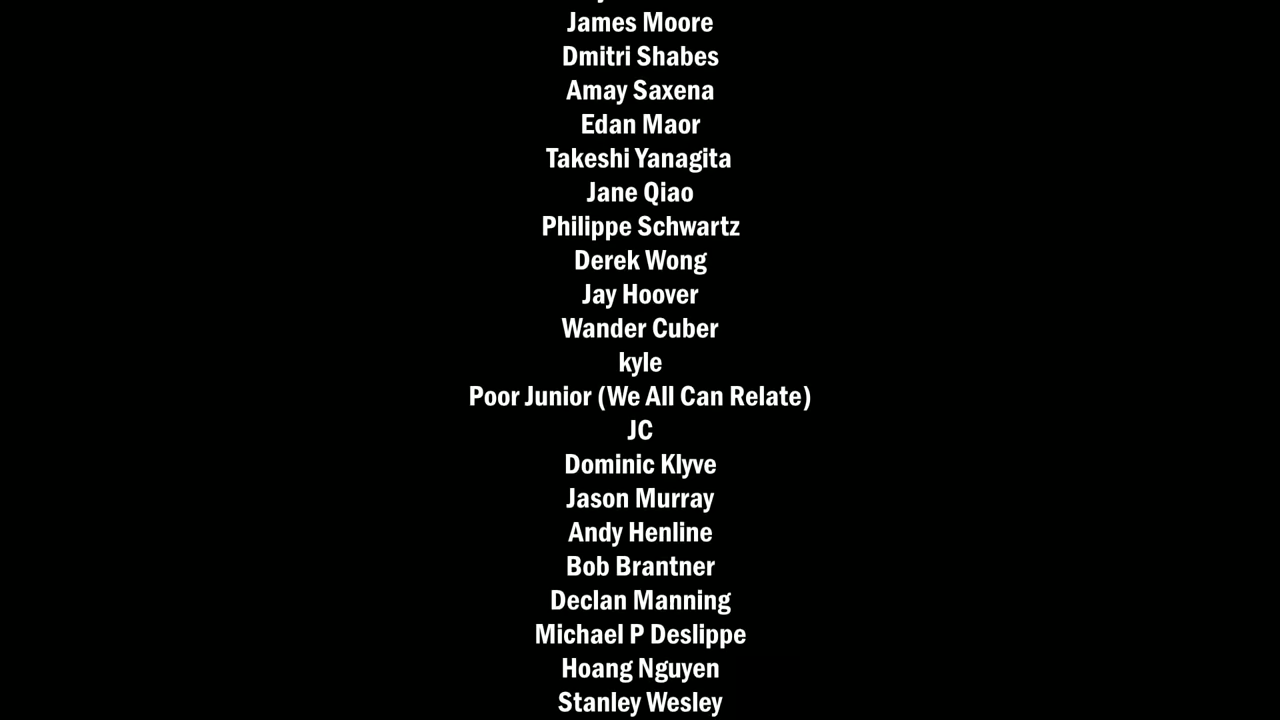 James Moore
Dmitri Shabes
Amay Saxena
Edan Maor
Takeshi Yanagita
Jane Qiao
Philippe Schwartz
Derek Wong
Jay Hoover
Wander Cuber
kyle
Poor Junior (We All Can Relate)
JC
Dominic Klyve
Jason Murray
Andy Henline
Bob Brantner
Declan Manning
Michael P Deslippe
Hoang Nguyen
Stanley Wesley